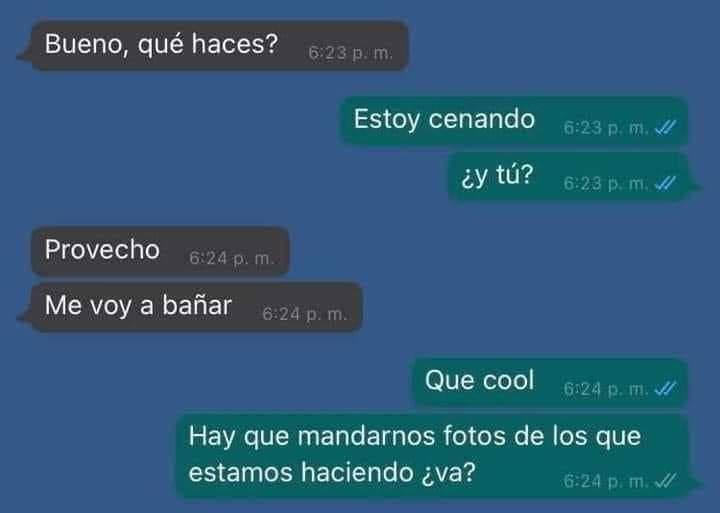 Bueno, qué haces? 6:23 p. m.
Estoy cenando 6:23 p. m.
¿y tú? 6:23 p. m.
Provecho 6:24 p. m.
Me voy a bañar 6:24 p. m.
Que cool 6:24 p. m.
Hay que mandarnos fotos de los que
estamos haciendo ¿va? 6:24 p. m.